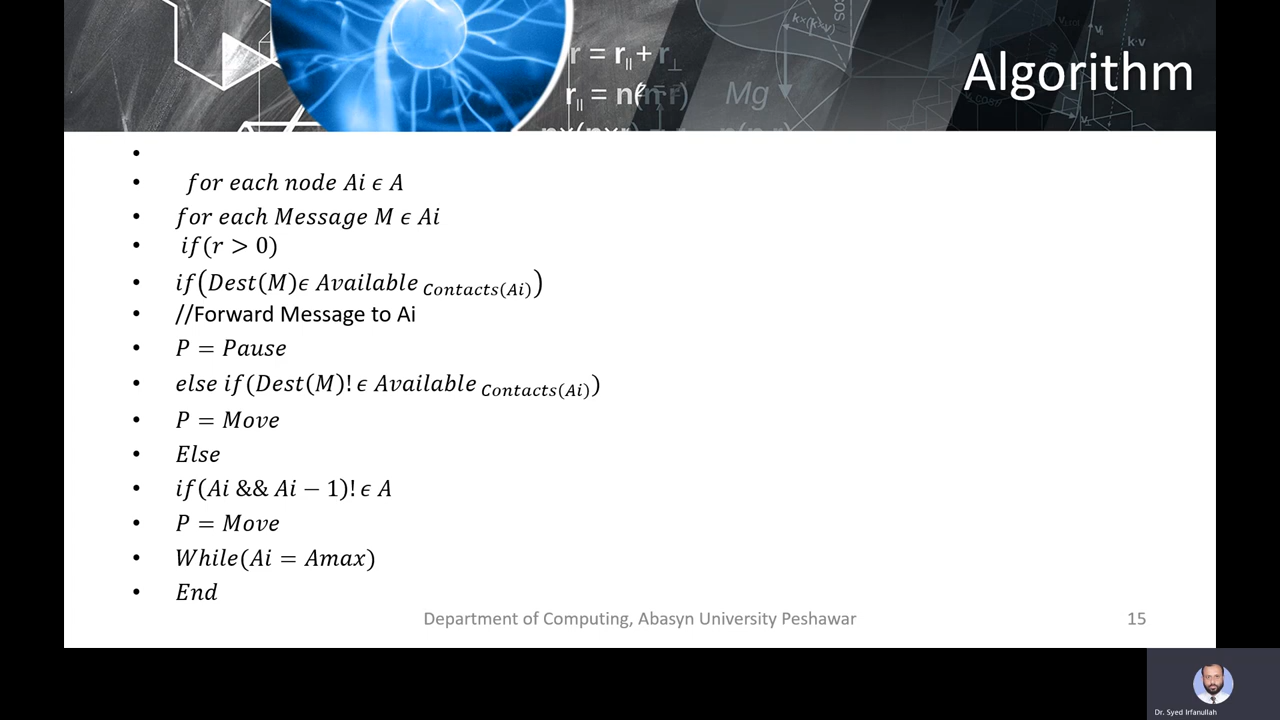 Algorithm
r = r∥ + r⊥
r∥ = n(n·r)
Mg
k×(k×v)
cos
k·v
• for each node Ai ϵ A
• for each Message M ϵ Ai
• if(r > 0)
• if(Dest(M)ϵ Available Contacts(Ai))
• //Forward Message to Ai
• P = Pause
• else if(Dest(M)! ϵ Available Contacts(Ai))
• P = Move
• Else
• if(Ai && Ai − 1)! ϵ A
• P = Move
• While(Ai = Amax)
• End
Department of Computing, Abasyn University Peshawar
15
Dr. Syed Irfanullah